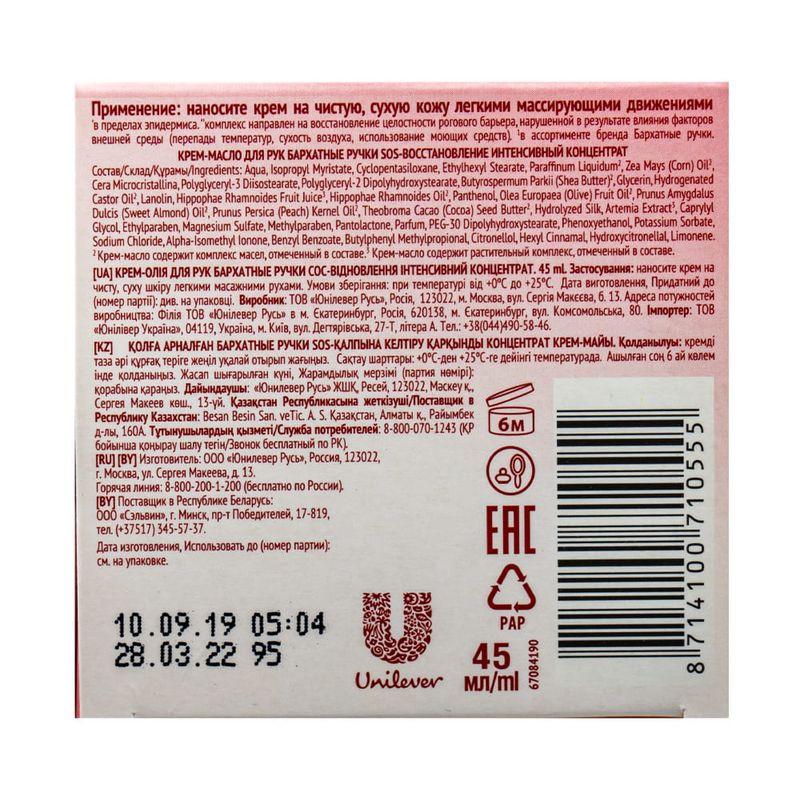 Применение: наносите крем на чистую, сухую кожу легкими массирующими движениями
¹в пределах эпидермиса. ″комплекс направлен на восстановление целостности рогового барьера, нарушенной в результате влияния факторов
внешней среды (перепады температур, сухость воздуха, использование моющих средств). ¹в ассортименте бренда Бархатные ручки.
КРЕМ-МАСЛО ДЛЯ РУК БАРХАТНЫЕ РУЧКИ SOS-ВОССТАНОВЛЕНИЕ ИНТЕНСИВНЫЙ КОНЦЕНТРАТ
Состав/Склад/Құрамы/Ingredients: Aqua, Isopropyl Myristate, Cyclopentasiloxane, Ethylhexyl Stearate, Paraffinum Liquidum², Zea Mays (Corn) Oil²,
Cera Microcristallina, Polyglyceryl-3 Diisostearate, Polyglyceryl-2 Dipolyhydroxystearate, Butyrospermum Parkii (Shea Butter)², Glycerin, Hydrogenated
Castor Oil², Lanolin, Hippophae Rhamnoides Fruit Juice³, Hippophae Rhamnoides Oil², Panthenol, Olea Europaea (Olive) Fruit Oil², Prunus Amygdalus
Dulcis (Sweet Almond) Oil², Prunus Persica (Peach) Kernel Oil², Theobroma Cacao (Cocoa) Seed Butter², Hydrolyzed Silk, Artemia Extract³, Caprylyl
Glycol, Ethylparaben, Magnesium Sulfate, Methylparaben, Pantolactone, Parfum, PEG-30 Dipolyhydroxystearate, Phenoxyethanol, Potassium Sorbate,
Sodium Chloride, Alpha-Isomethyl Ionone, Benzyl Benzoate, Butylphenyl Methylpropional, Citronellol, Hexyl Cinnamal, Hydroxycitronellal, Limonene.
² Крем-масло содержит комплекс масел, отмеченных в составе. ³ Крем-масло содержит растительный комплекс, отмеченный в составе.
[UA] КРЕМ-ОЛІЯ ДЛЯ РУК БАРХАТНЫЕ РУЧКИ СОС-ВІДНОВЛЕННЯ ІНТЕНСИВНИЙ КОНЦЕНТРАТ. 45 ml. Застосування: наносите крем на
чисту, суху шкіру легкими масажними рухами. Умови зберігання: при температурі від +0°С до +25°С. Дата виготовлення, Придатний до
(номер партії): див. на упаковці. Виробник: ТОВ «Юнілевер Русь», Росія, 123022, м. Москва, вул. Сергія Макеєва, б. 13. Адреса потужностей
виробництва: Філія ТОВ «Юнілевер Русь» в м. Екатеринбург, Росія, 620138, м. Екатеринбург, вул. Комсомольська, 80. Імпортер: ТОВ
«Юнілівер Україна», 04119, Україна, м. Київ, вул. Дегтярівська, 27-Т, літера А. Тел.: +38(044)490-58-46.
[KZ] ҚОЛҒА АРНАЛҒАН БАРХАТНЫЕ РУЧКИ SOS-ҚАЛПЫНА КЕЛТІРУ ҚАРҚЫНДЫ КОНЦЕНТРАТ КРЕМ-МАЙЫ. Қолданылуы: кремді
таза әрі құрғақ теріге жеңіл уқалай отырып жағыңыз. Сақтау шарттары: +0°С-ден +25°С-ге дейінгі температурада. Ашылған соң 6 ай көлем
інде қолданыңыз. Жасап шығарылған күні, Жарамдылық мерзімі (партия нөмірі):
қорабына қараңыз. Дайындаушы: «Юнилевер Русь» ЖШҚ, Ресей, 123022, Маскеу қ.,
Сергея Макеев көш., 13-үй. Қазақстан Республикасына жеткізуші/Поставщик в
Республику Казахстан: Besan Besin San. veTic. A. S, Қазақстан, Алматы қ., Райымбек
д-лы, 160А. Тұтынушылардың қызметі/Служба потребителей: 8-800-070-1243 (ҚР
бойынша қоңырау шалу тегін/Звонок бесплатный по РК).
[RU] [BY] Изготовитель: ООО «Юнилевер Русь», Россия, 123022,
г. Москва, ул. Сергея Макеева, д. 13.
Горячая линия: 8-800-200-1-200 (бесплатно по России).
[BY] Поставщик в Республике Беларусь:
ООО «Сэльвин», г. Минск, пр-т Победителей, 17-819,
тел. (+37517) 345-57-37.
Дата изготовления, Использовать до (номер партии):
см. на упаковке.
10.09.19 05:04
28.03.22 95
Unilever
6М
EAC
PAP
45
мл/ml
67084190
8 714100 710555